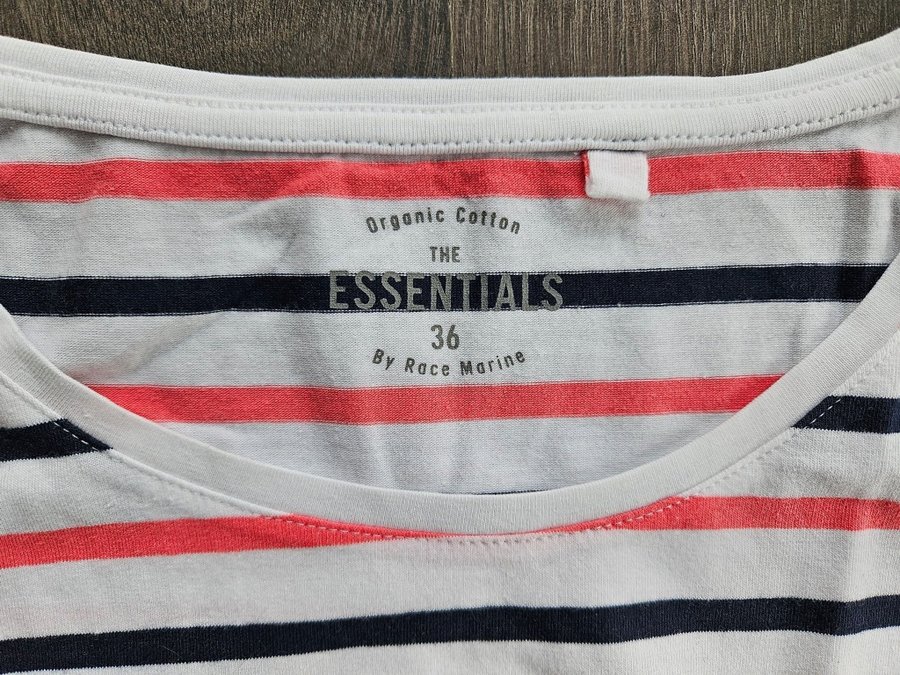 Organic Cotton
THE
ESSENTIALS
36
By Race Marine